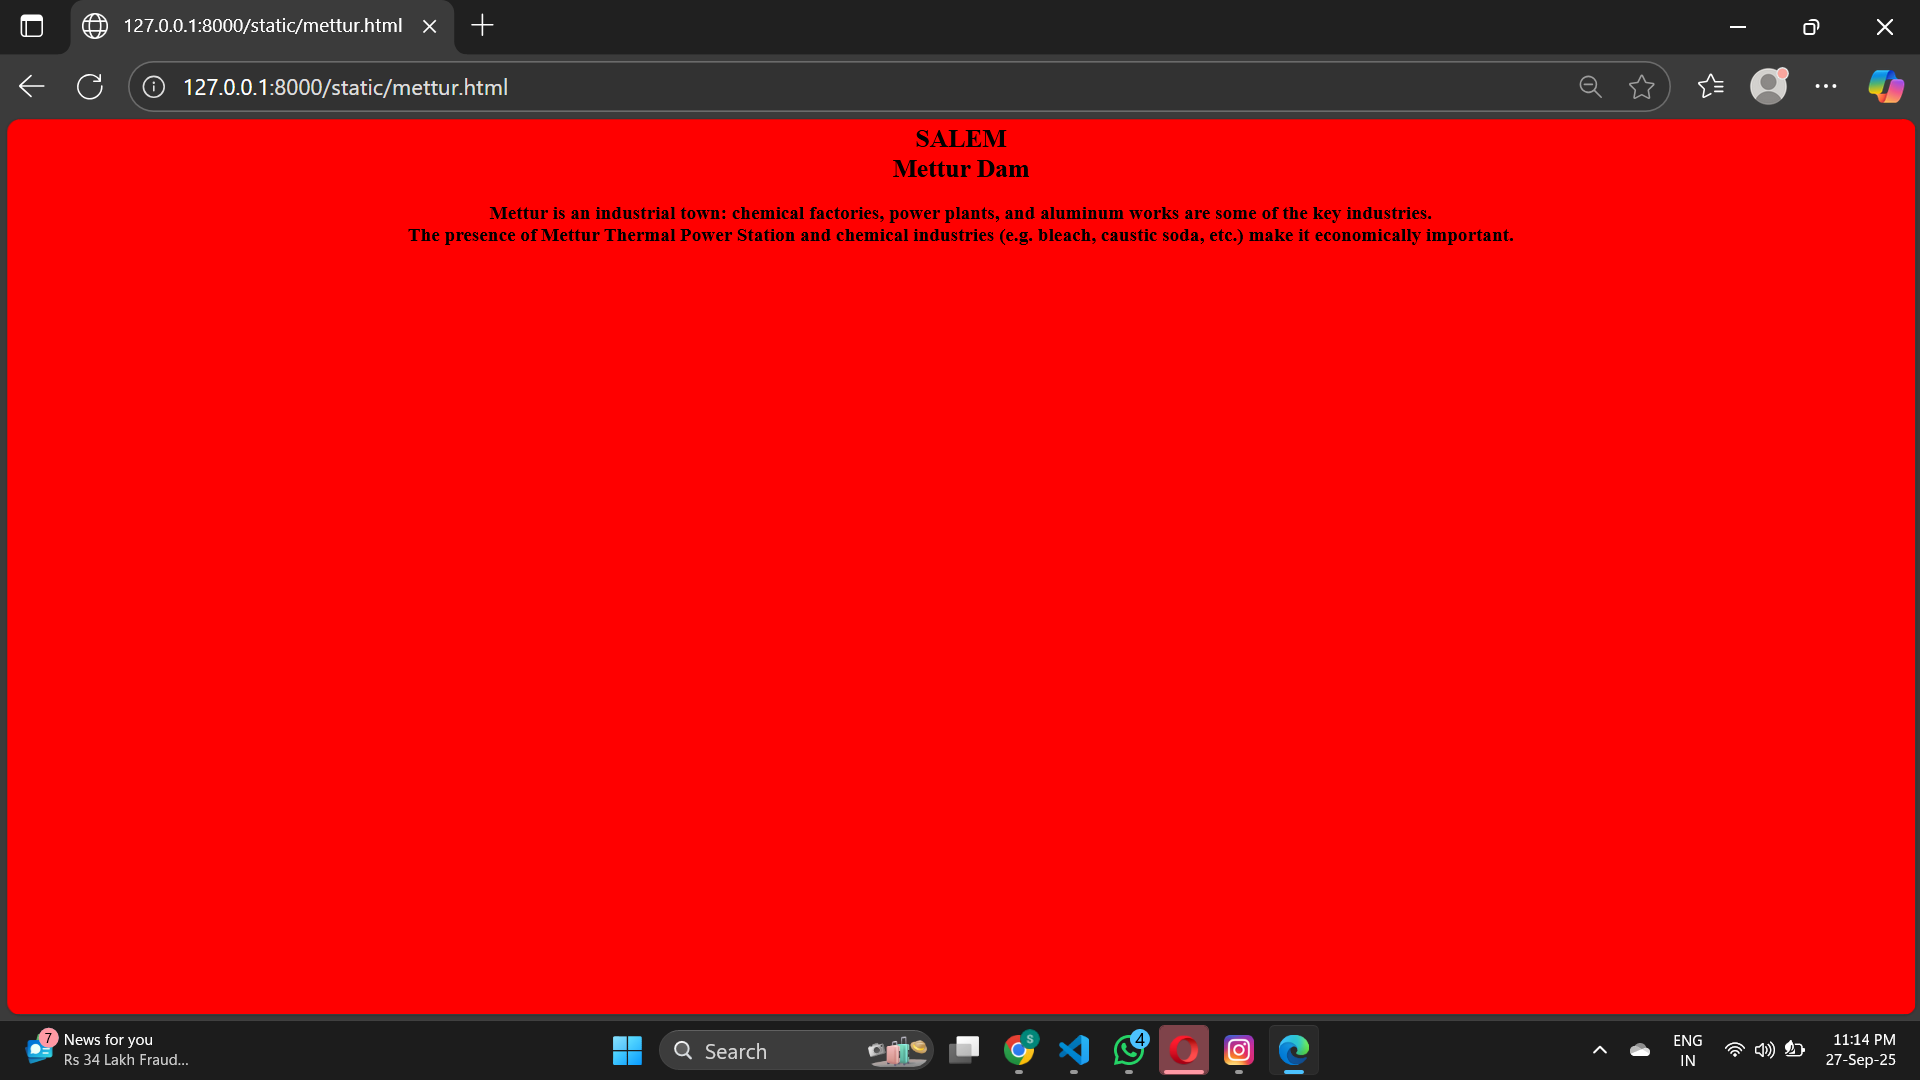 127.0.0.1:8000/static/mettur.html
127.0.0.1:8000/static/mettur.html
SALEM
Mettur Dam
Mettur is an industrial town: chemical factories, power plants, and aluminum works are some of the key industries.
The presence of Mettur Thermal Power Station and chemical industries (e.g. bleach, caustic soda, etc.) make it economically important.
7
News for you
Rs 34 Lakh Fraud...
Search
S
4
ENG
IN
11:14 PM
27-Sep-25